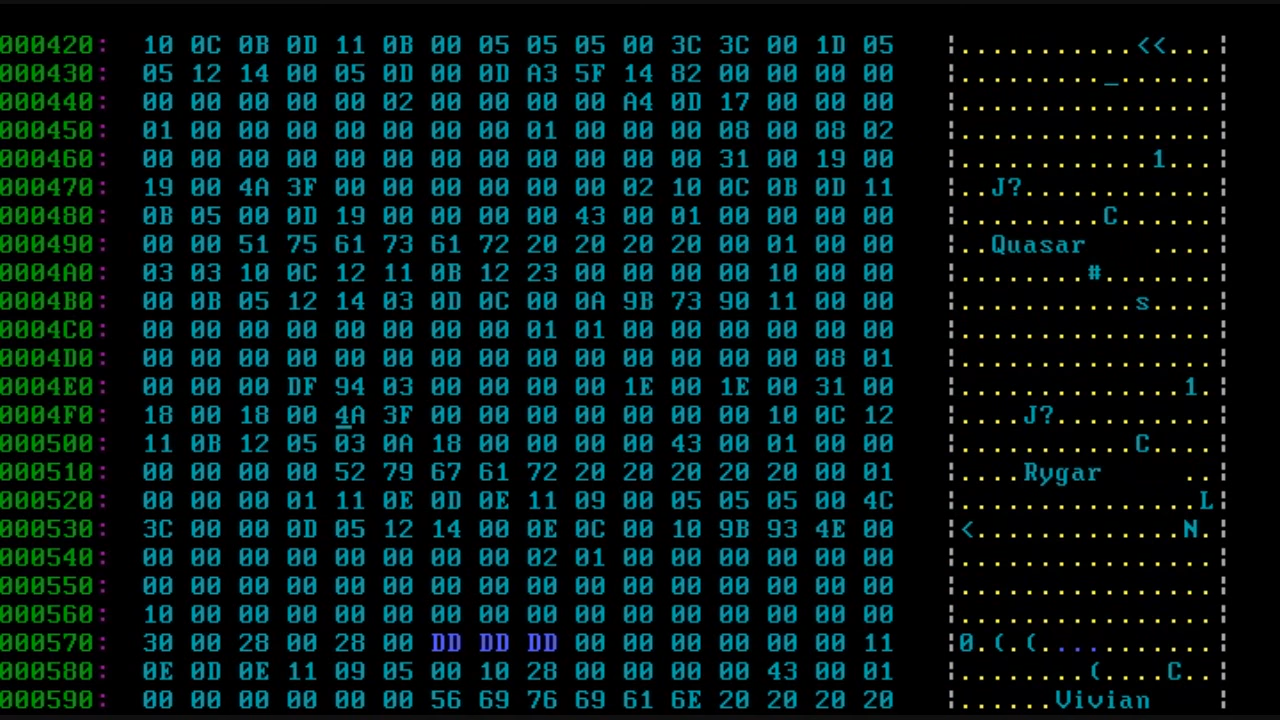 000420: 10 0C 0B 0D 11 0B 00 05 05 05 00 3C 3C 00 1D 05 ¦...........<<...¦
000430: 05 12 14 00 05 0D 00 0D A3 5F 14 82 00 00 00 00 ¦........._......¦
000440: 00 00 00 00 00 02 00 00 00 00 A4 0D 17 00 00 00 ¦................¦
000450: 01 00 00 00 00 00 00 00 01 00 00 00 08 00 08 02 ¦................¦
000460: 00 00 00 00 00 00 00 00 00 00 00 00 31 00 19 00 ¦............1...¦
000470: 19 00 4A 3F 00 00 00 00 00 00 02 10 0C 0B 0D 11 ¦..J?............¦
000480: 0B 05 00 0D 19 00 00 00 00 43 00 01 00 00 00 00 ¦.........C......¦
000490: 00 00 51 75 61 73 61 72 20 20 20 20 00 01 00 00 ¦..Quasar    ....¦
0004A0: 03 03 10 0C 12 11 0B 12 23 00 00 00 00 10 00 00 ¦........#.......¦
0004B0: 00 0B 05 12 14 03 0D 0C 00 0A 9B 73 90 11 00 00 ¦...........s....¦
0004C0: 00 00 00 00 00 00 00 00 01 01 00 00 00 00 00 00 ¦................¦
0004D0: 00 00 00 00 00 00 00 00 00 00 00 00 00 00 08 01 ¦................¦
0004E0: 00 00 00 DF 94 03 00 00 00 00 1E 00 1E 00 31 00 ¦..............1.¦
0004F0: 18 00 18 00 4A 3F 00 00 00 00 00 00 00 10 0C 12 ¦....J?..........¦
000500: 11 0B 12 05 03 0A 18 00 00 00 00 43 00 01 00 00 ¦...........C....¦
000510: 00 00 00 00 52 79 67 61 72 20 20 20 20 20 00 01 ¦....Rygar     ..¦
000520: 00 00 00 01 11 0E 0D 0E 11 09 00 05 05 05 00 4C ¦...............L¦
000530: 3C 00 00 0D 05 12 14 00 0E 0C 00 10 9B 93 4E 00 ¦<.............N.¦
000540: 00 00 00 00 00 00 00 00 02 01 00 00 00 00 00 00 ¦................¦
000550: 00 00 00 00 00 00 00 00 00 00 00 00 00 00 00 00 ¦................¦
000560: 10 00 00 00 00 00 00 00 00 00 00 00 00 00 00 00 ¦................¦
000570: 30 00 28 00 28 00 DD DD DD 00 00 00 00 00 00 11 ¦0.(.(...........¦
000580: 0E 0D 0E 11 09 05 00 10 28 00 00 00 00 43 00 01 ¦........(....C..¦
000590: 00 00 00 00 00 00 56 69 76 69 61 6E 20 20 20 20 ¦......Vivian    ¦